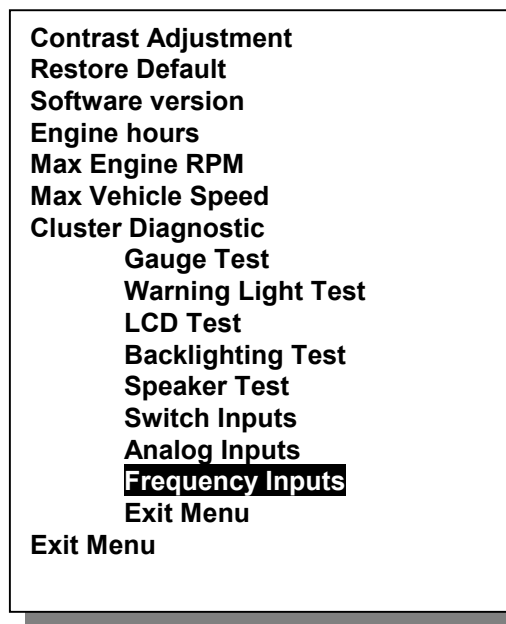 Contrast Adjustment
Restore Default
Software version
Engine hours
Max Engine RPM
Max Vehicle Speed
Cluster Diagnostic
Gauge Test
Warning Light Test
LCD Test
Backlighting Test
Speaker Test
Switch Inputs
Analog Inputs
Frequency Inputs
Exit Menu
Exit Menu